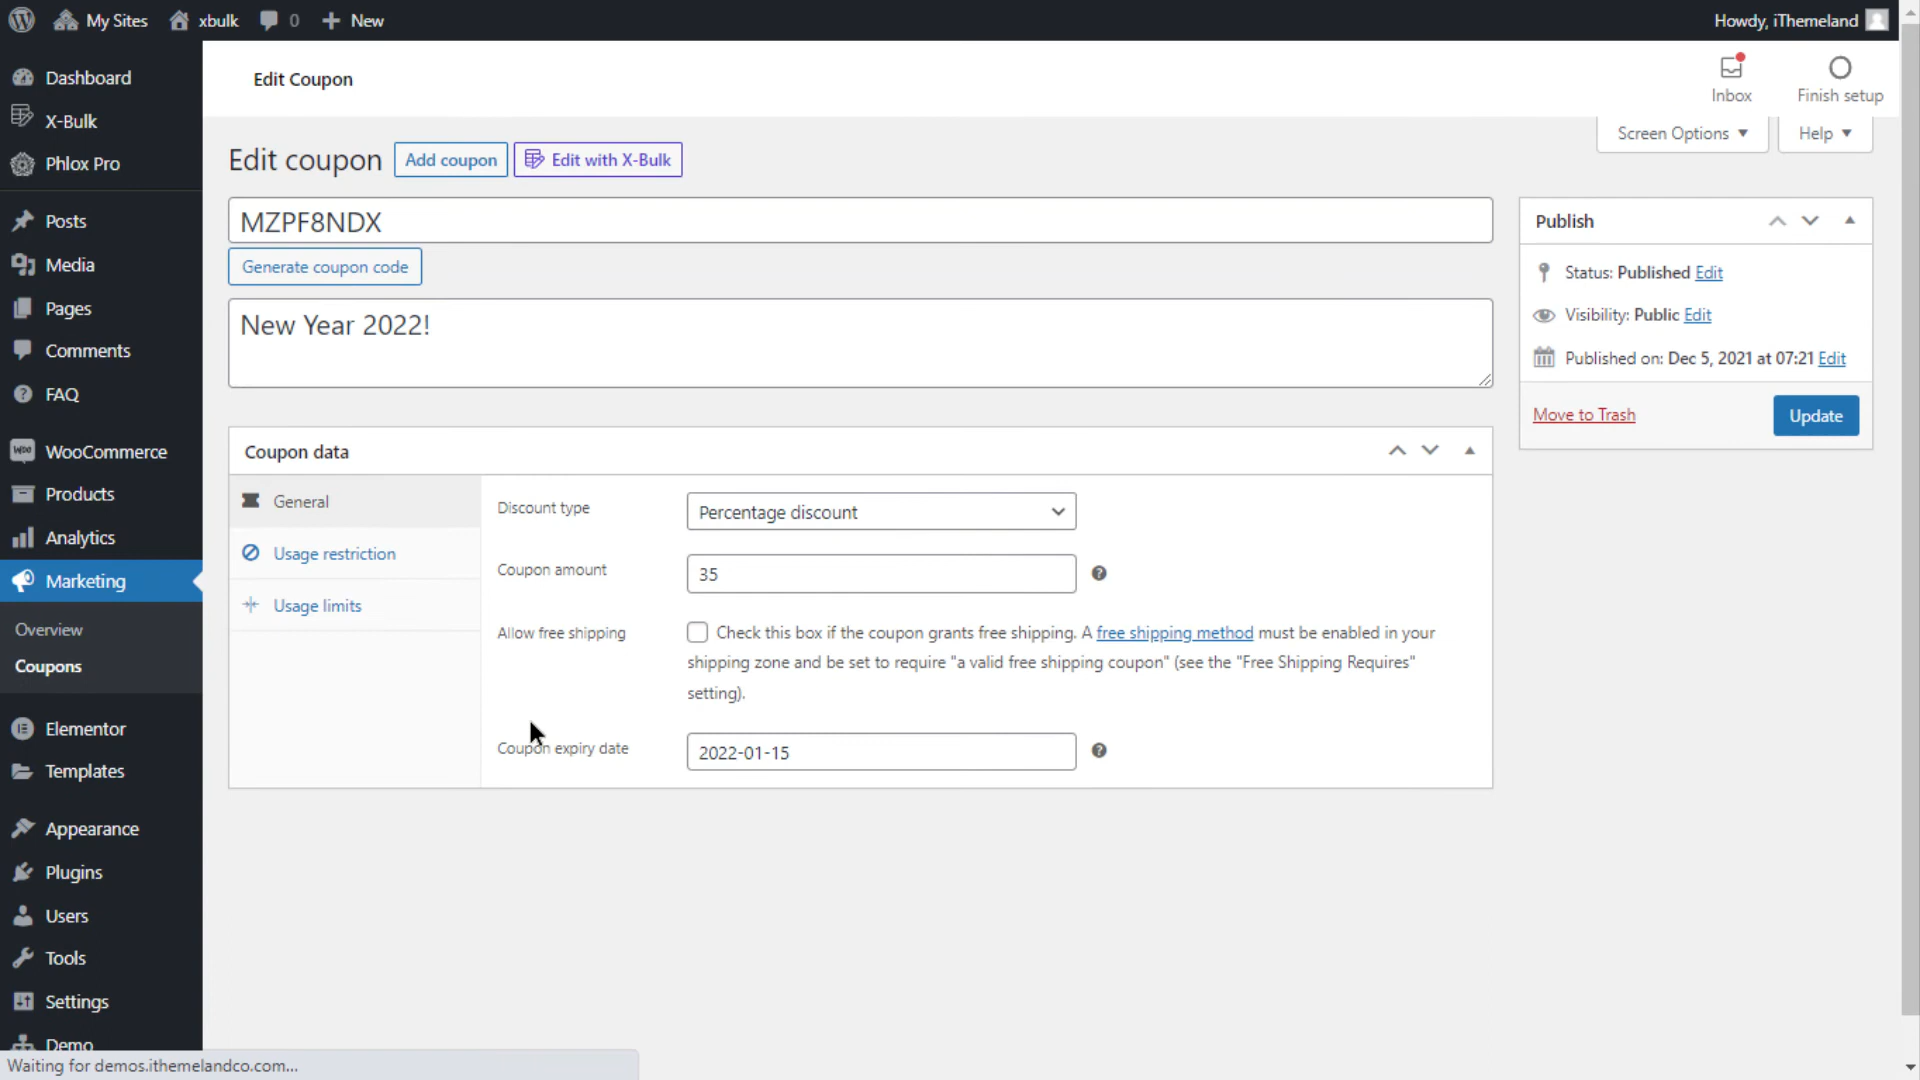 My Sites
xbulk
0
New
Howdy, iThemeland
Dashboard
X-Bulk
Phlox Pro
Posts
Media
Pages
Comments
FAQ
WooCommerce
Products
Analytics
Marketing
Overview
Coupons
Elementor
Templates
Appearance
Plugins
Users
Tools
Settings
Demo
Edit Coupon
Inbox
Finish setup
Screen Options
Help
Edit coupon
Add coupon
Edit with X-Bulk
MZPF8NDX
Generate coupon code
New Year 2022!
Coupon data
General
Usage restriction
Usage limits
Discount type
Percentage discount
Coupon amount
35
Allow free shipping
Check this box if the coupon grants free shipping. A free shipping method must be enabled in your
shipping zone and be set to require "a valid free shipping coupon" (see the "Free Shipping Requires"
setting).
Coupon expiry date
2022-01-15
Publish
Status: Published Edit
Visibility: Public Edit
Published on: Dec 5, 2021 at 07:21 Edit
Move to Trash
Update
Waiting for demos.ithemelandco.com...